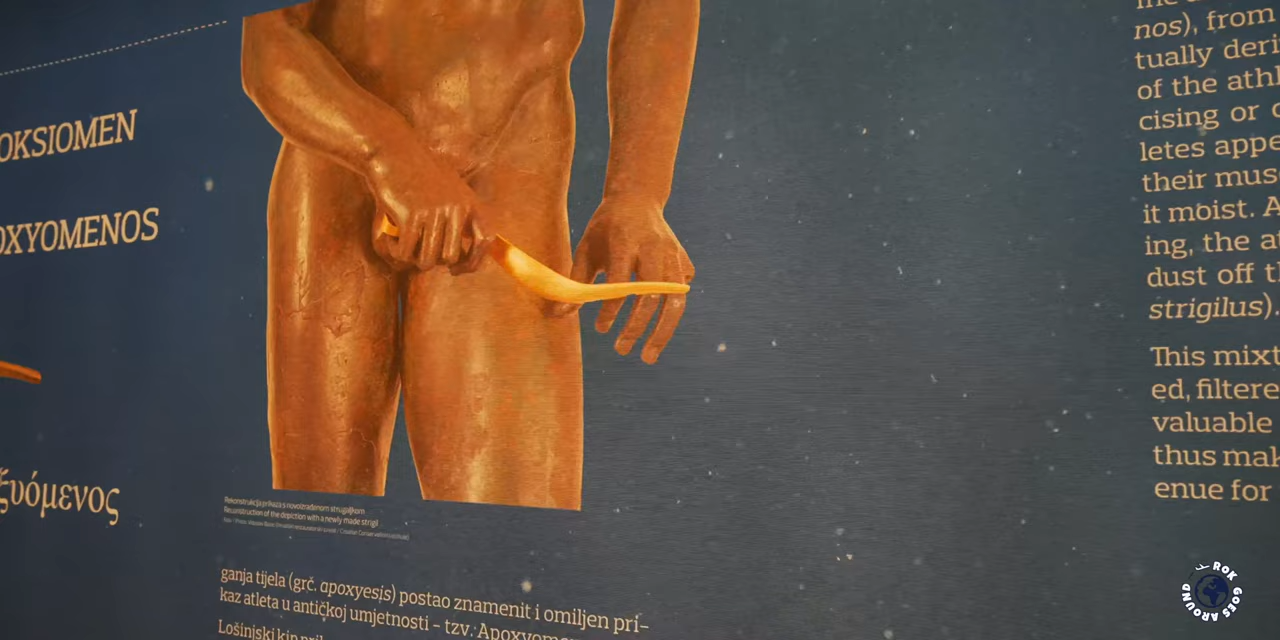 OKSIOMEN
OXYOMENOS
ξυόμενος
Rekonstrukcija prikaza s novoizrađenom strugaljkom
Reconstruction of the depiction with a newly made strigil
ganja tijela (grč. apoxyesis) postao znamenit i omiljen pri-
kaz atleta u antičkoj umjetnosti - tzv. Apoxyom
Lošinjski kip pri
nos), from
tually deri
of the athl
cising or
letes appe
their mus
it moist. A
ing, the a
dust off t
strigilus).
This mixt
ed, filtere
valuable
thus mak
enue for
ROK GOES AROUND